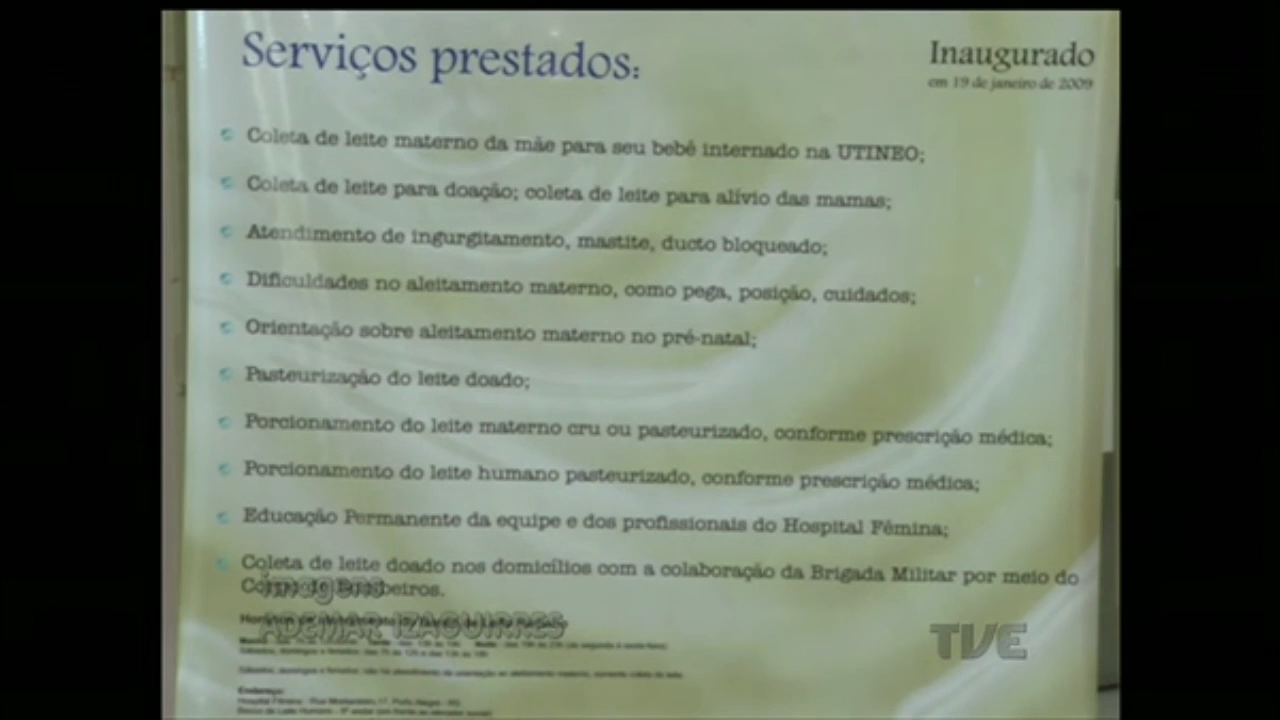 Serviços prestados:
Inaugurado
em 19 de janeiro de 2009
Coleta de leite materno da mãe para seu bebê internado na UTINEO;
Coleta de leite para doação; coleta de leite para alívio das mamas;
Atendimento de ingurgitamento, mastite, ducto bloqueado;
Dificuldades no aleitamento materno, como pega, posição, cuidados;
Orientação sobre aleitamento materno no pré-natal;
Pasteurização do leite doado;
Porcionamento do leite materno cru ou pasteurizado, conforme prescrição médica;
Porcionamento do leite humano pasteurizado, conforme prescrição médica;
Educação Permanente da equipe e dos profissionais do Hospital Fêmina;
Coleta de leite doado nos domicílios com a colaboração da Brigada Militar por meio do
Corpo de Bombeiros.
Imagens
ADEMAR IZAGUIRRES
TVE
Endereço: